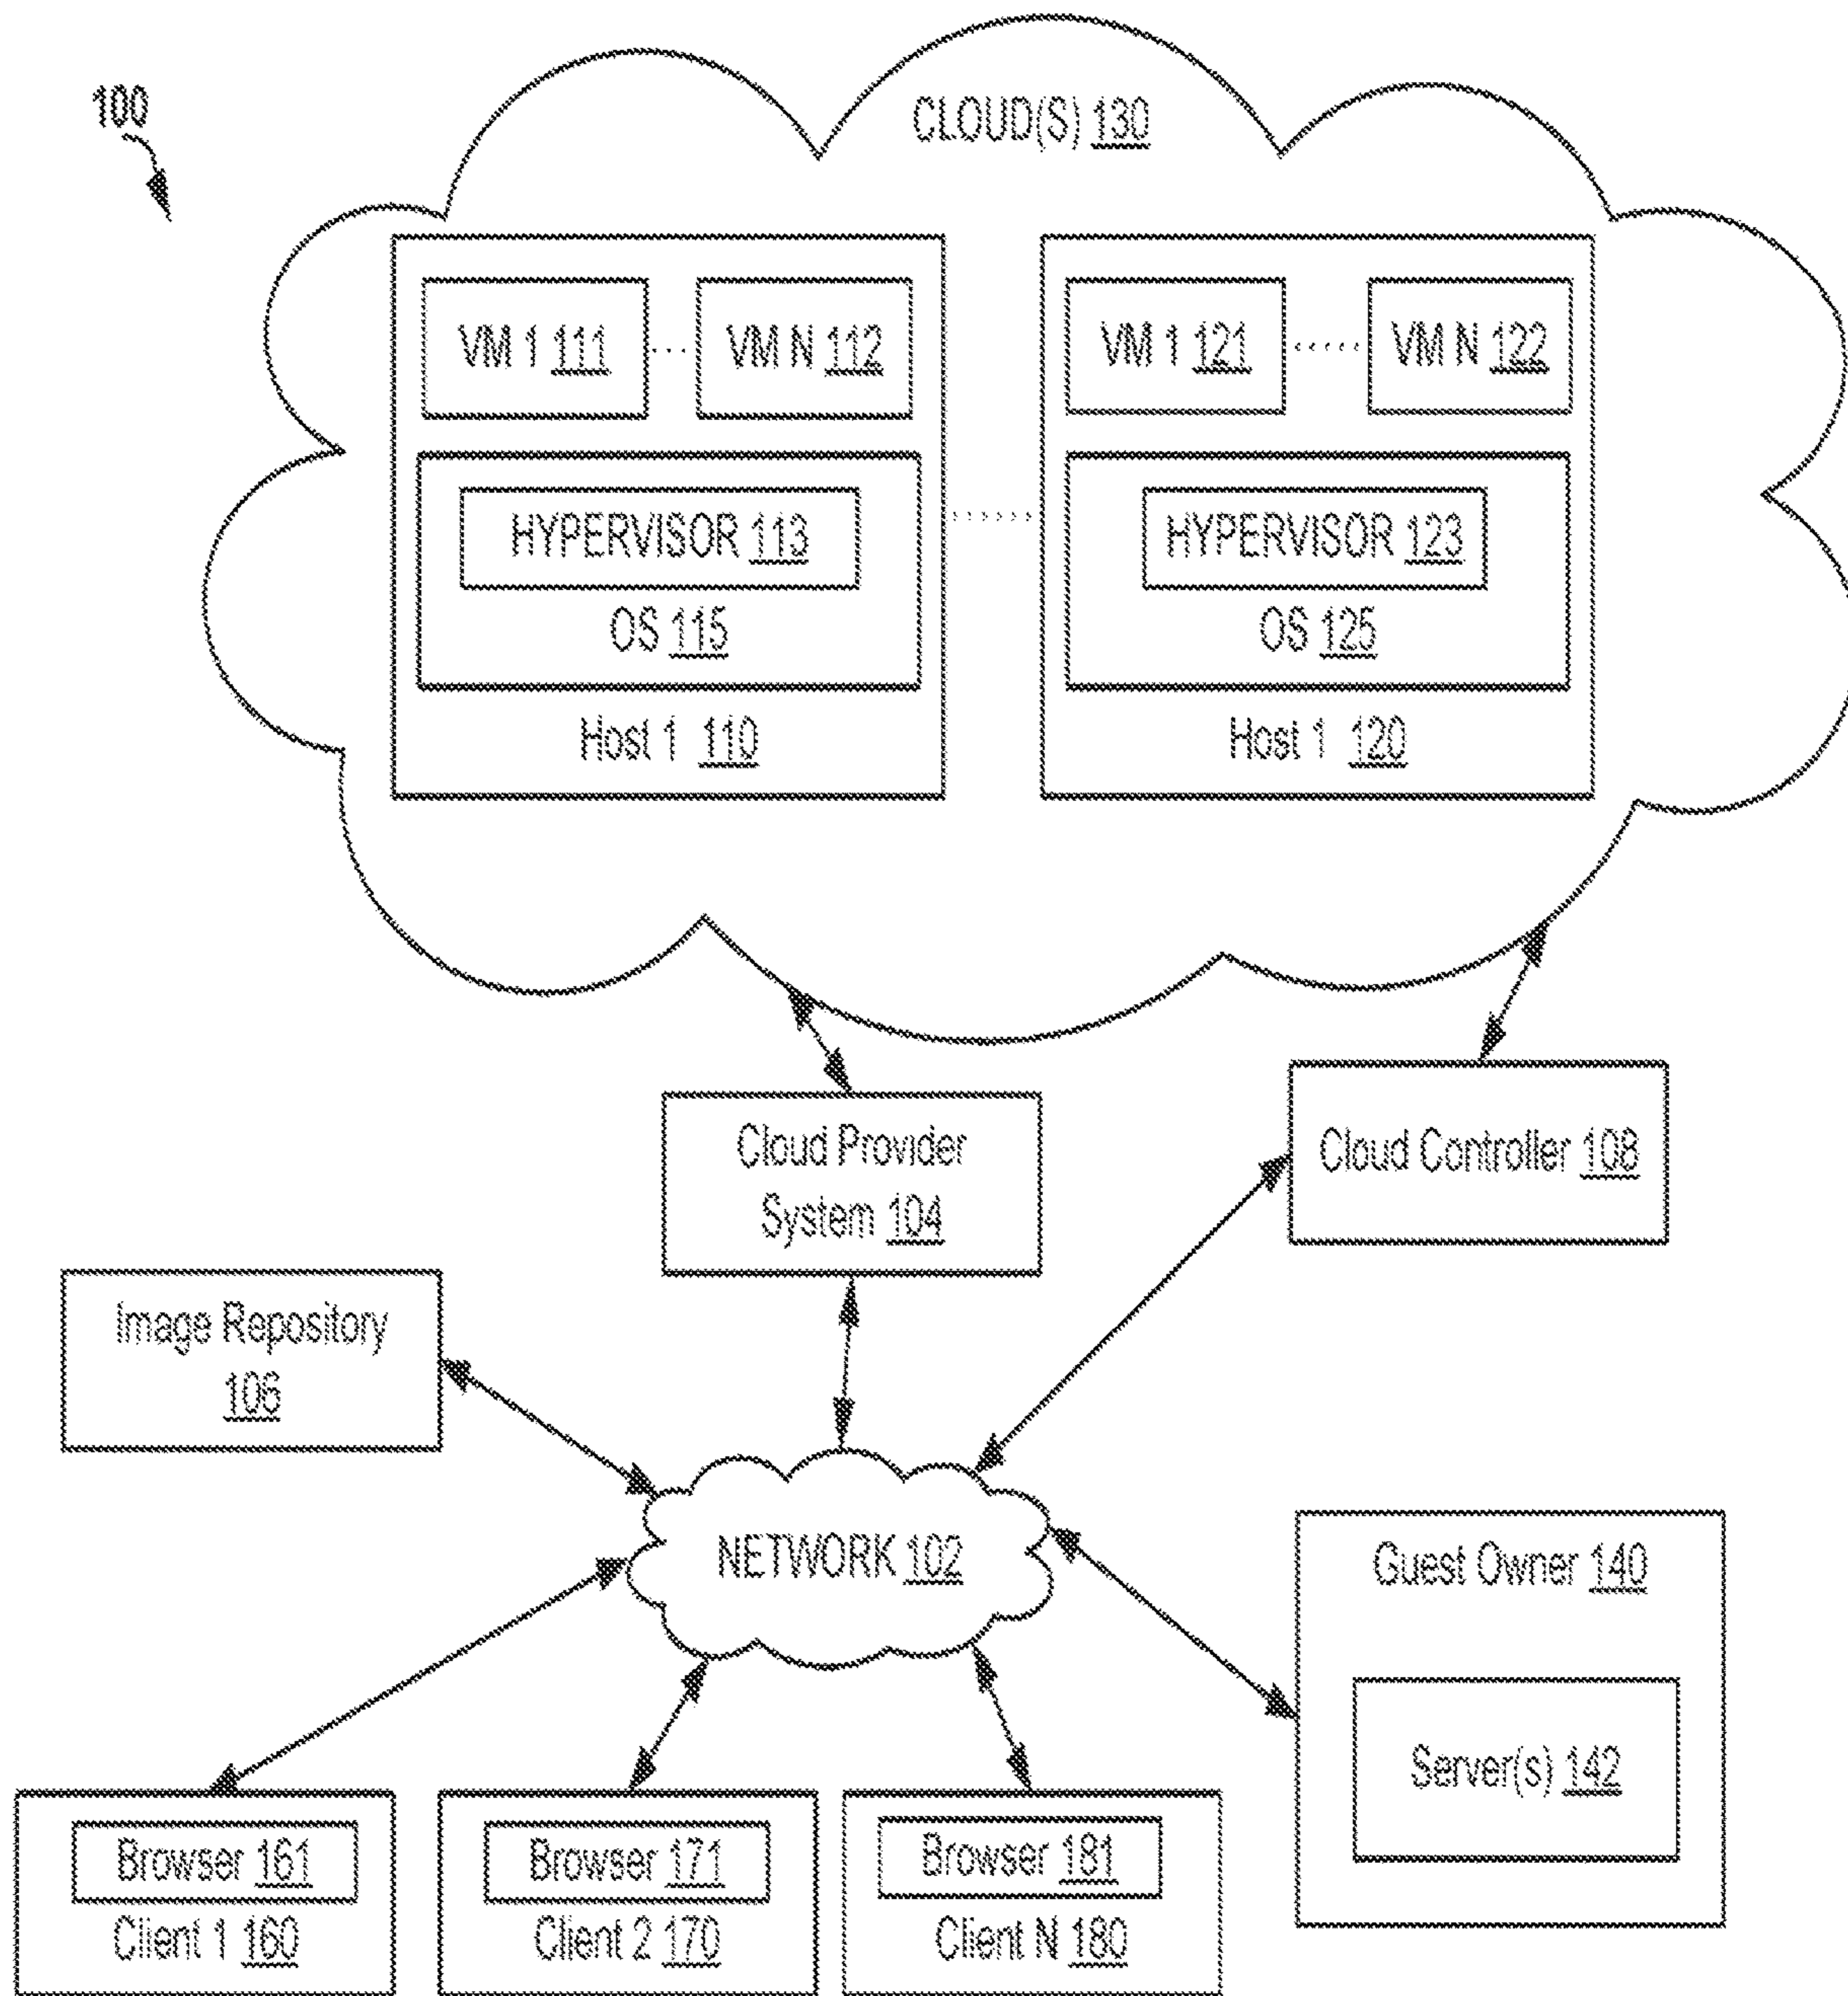 100
CLOUD(S) 130
VM 1 111
VM N 112
VM 1 121
VM N 122
HYPERVISOR 113
HYPERVISOR 123
OS 115
OS 125
Host 1 110
Host 1 120
Cloud Provider
System 104
Cloud Controller 108
Image Repository
106
NETWORK 102
Guest Owner 140
Server(s) 142
Browser 161
Browser 171
Browser 181
Client 1 160
Client 2 170
Client N 180